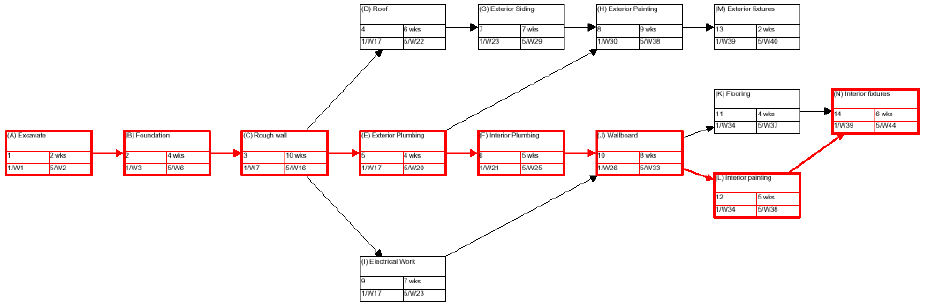 (D) Roof
4 6 wks
1/W17 5/W22
(G) Exterior Siding
7 7 wks
1/W23 5/W29
(H) Exterior Painting
8 9 wks
1/W30 5/W38
(M) Exterior fixtures
13 2 wks
1/W39 5/W40
(K) Flooring
11 4 wks
1/W34 5/W37
(N) Interior fixtures
14 6 wks
1/W39 5/W44
(A) Excavate
1 2 wks
1/W1 5/W2
(B) Foundation
2 4 wks
1/W3 5/W6
(C) Rough wall
3 10 wks
1/W7 5/W16
(E) Exterior Plumbing
5 4 wks
1/W17 5/W20
(F) Interior Plumbing
6 5 wks
1/W21 5/W25
(J) Wallboard
10 8 wks
1/W26 5/W33
(L) Interior painting
12 5 wks
1/W34 5/W38
(I) Electrical Work
9 7 wks
1/W17 5/W23